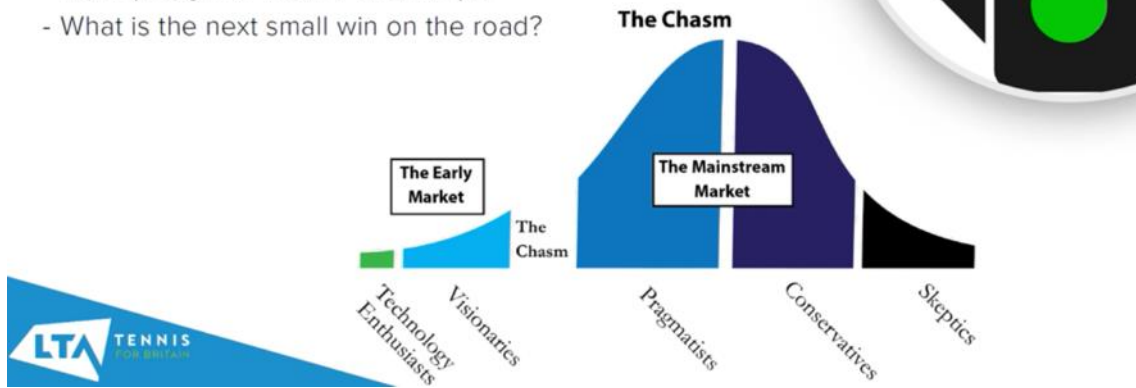 - What is the next small win on the road?
The Chasm
The Early
Market
The Mainstream
Market
The
Chasm
Technology
Enthusiasts
Visionaries
Pragmatists
Conservatives
Skeptics
LTA
TENNIS
FOR BRITAIN